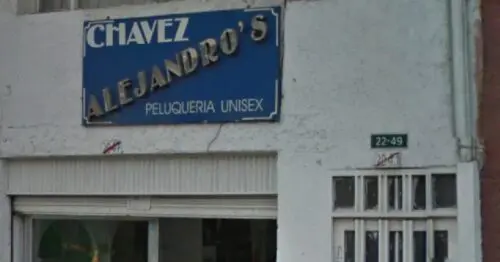 CHAVEZ
ALEJANDRO'S
PELUQUERIA UNISEX
22-49